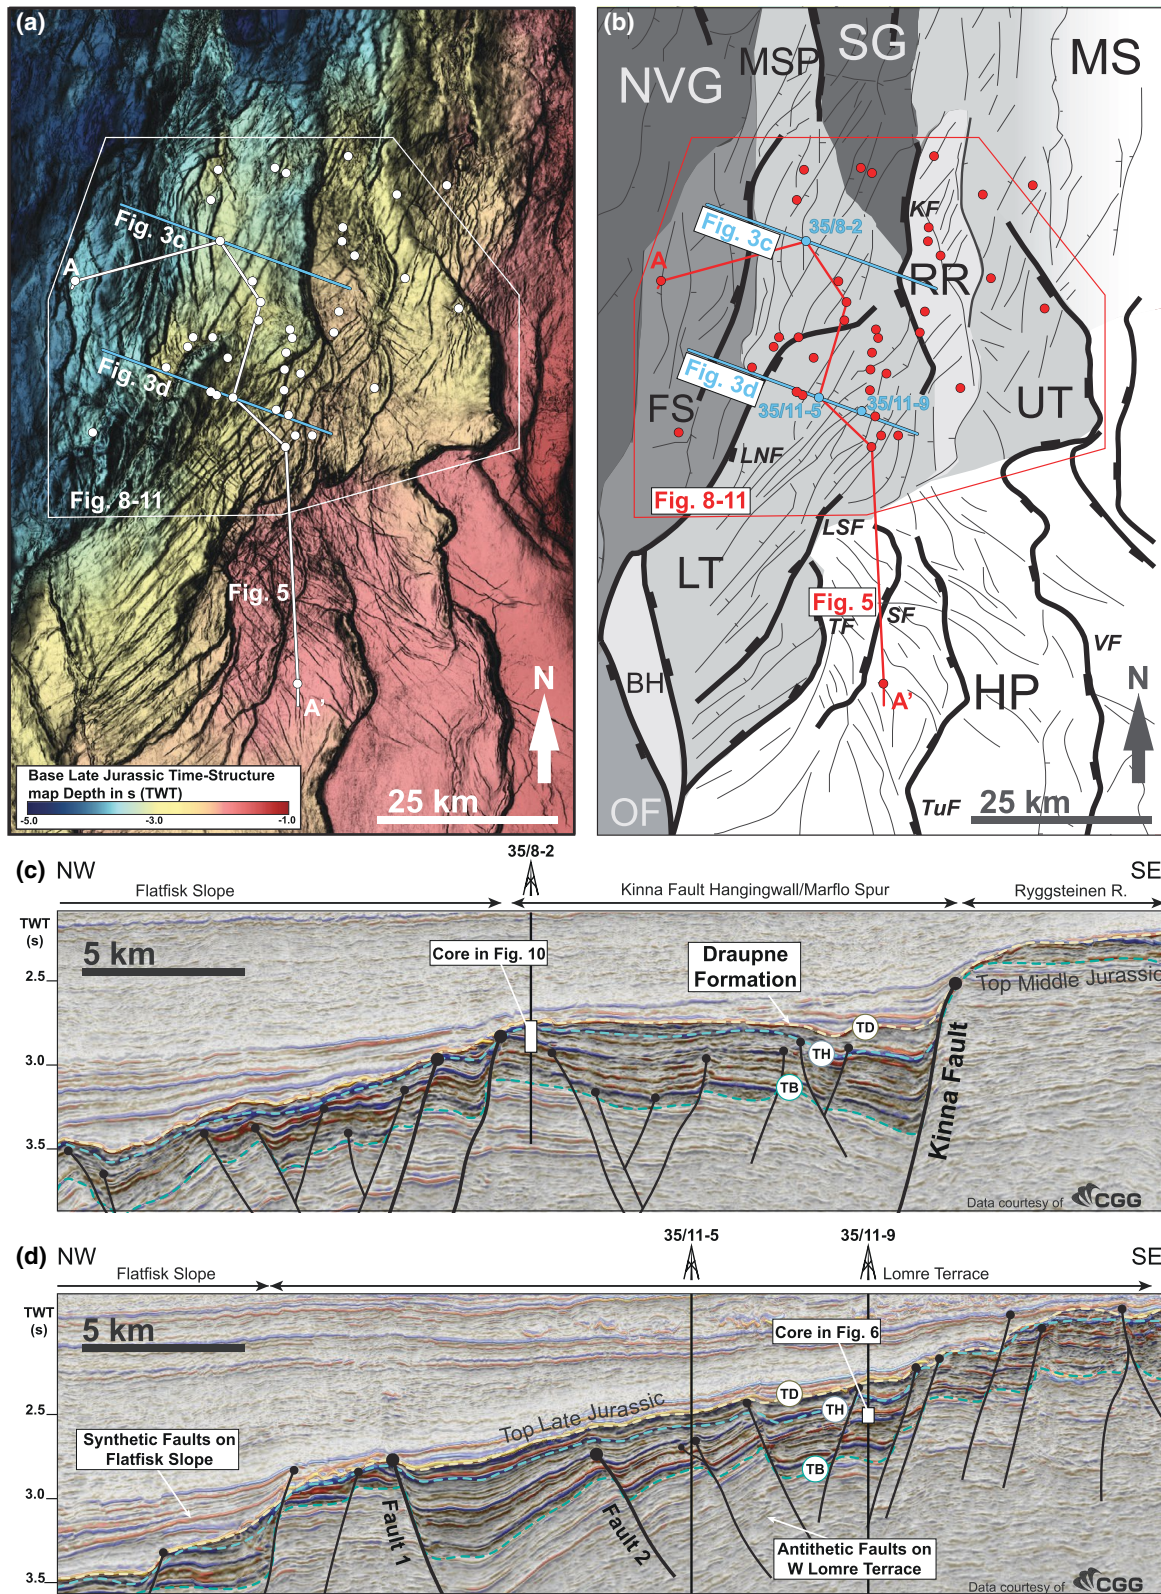 (a)
Fig. 3c
A
Fig. 3d
Fig. 8-11
Fig. 5
A'
N
Base Late Jurassic Time-Structure
map Depth in s (TWT)
-5.0 -3.0 -1.0
25 km
(b)
NVG
MSP
SG
MS
KF
Fig. 3c
35/8-2
A
RR
Fig. 3d
35/11-5
35/11-9
FS
UT
LNF
Fig. 8-11
LSF
LT
Fig. 5
TF
SF
VF
BH
HP
A'
N
OF
TuF
25 km
(c) NW
35/8-2
SE
Flatfisk Slope
Kinna Fault Hangingwall/Marflo Spur
Ryggsteinen R.
TWT
(s)
5 km
Core in Fig. 10
Draupne
Formation
Top Middle Jurassic
2.5
TD
TH
3.0
TB
Kinna Fault
3.5
Data courtesy of CGG
(d) NW
35/11-5
35/11-9
SE
Flatfisk Slope
Lomre Terrace
TWT
(s)
5 km
Core in Fig. 6
TD
TH
2.5
Top Late Jurassic
Synthetic Faults on
Flatfisk Slope
TB
3.0
Fault 1
Fault 2
Antithetic Faults on
W Lomre Terrace
3.5
Data courtesy of CGG